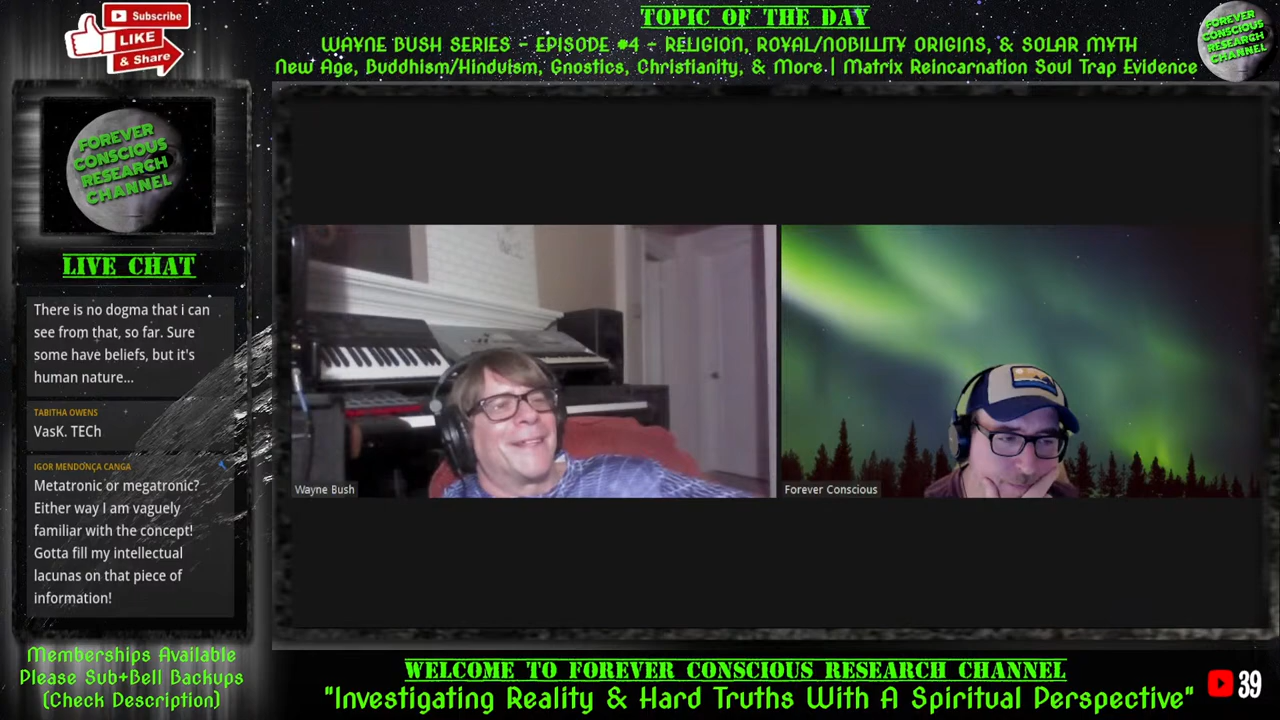 Subscribe
LIKE
& Share
TOPIC OF THE DAY
WAYNE BUSH SERIES - EPISODE #4 - RELIGION, ROYAL/NOBILLITY ORIGINS, & SOLAR MYTH
New Age, Buddhism/Hinduism, Gnostics, Christianity, & More | Matrix Reincarnation Soul Trap Evidence
FOREVER
CONSCIOUS
RESEARCH
CHANNEL
FOREVER
CONSCIOUS
RESEARCH
CHANNEL
LIVE CHAT
There is no dogma that i can
see from that, so far. Sure
some have beliefs, but it's
human nature...
TABITHA OWENS
VasK. TECh
IGOR MENDONÇA CANGA
Metatronic or megatronic?
Either way I am vaguely
familiar with the concept!
Gotta fill my intellectual
lacunas on that piece of
information!
Wayne Bush
Forever Conscious
Memberships Available
Please Sub+Bell Backups
(Check Description)
WELCOME TO FOREVER CONSCIOUS RESEARCH CHANNEL
"Investigating Reality & Hard Truths With A Spiritual Perspective"
39